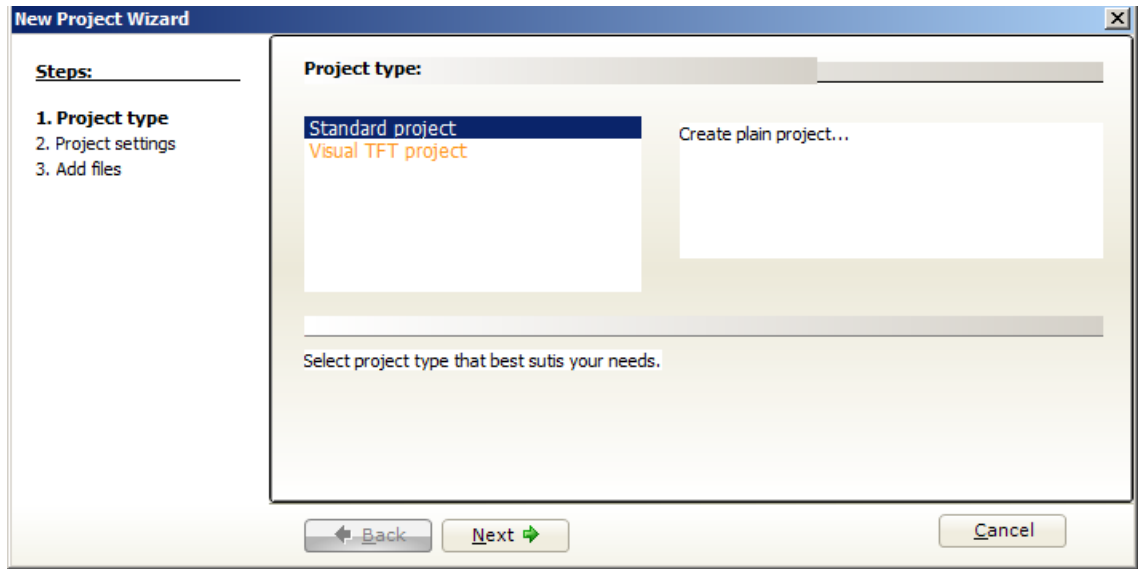 New Project Wizard
Steps:
1. Project type
2. Project settings
3. Add files
Project type:
Standard project
Visual TFT project
Create plain project...
Select project type that best sutis your needs.
Back
Next
Cancel